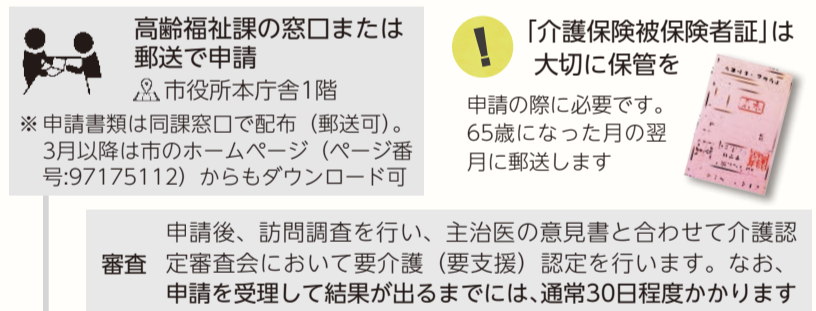 高齢福祉課の窓口または
郵送で申請
市役所本庁舎1階
※ 申請書類は同課窓口で配布（郵送可）。
3月以降は市のホームページ（ページ番
号:97175112）からもダウンロード可
!
「介護保険被保険者証」は
大切に保管を
申請の際に必要です。
65歳になった月の翌
月に郵送します
審査
申請後、訪問調査を行い、主治医の意見書と合わせて介護認
定審査会において要介護（要支援）認定を行います。なお、
申請を受理して結果が出るまでには、通常30日程度かかります